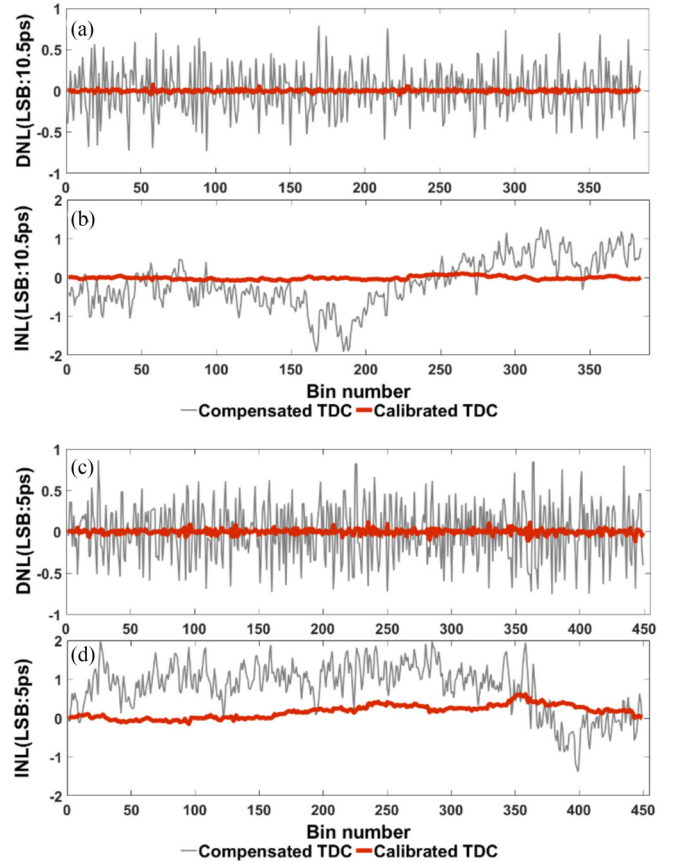 (a)
DNL(LSB:10.5ps)
1
0.5
0
-0.5
-1
0 50 100 150 200 250 300 350
(b)
INL(LSB:10.5ps)
2
1
0
-1
-2
0 50 100 150 200 250 300 350
Bin number
Compensated TDC Calibrated TDC
(c)
DNL(LSB:5ps)
1
0.5
0
-0.5
-1
0 50 100 150 200 250 300 350 400 450
(d)
INL(LSB:5ps)
2
1
0
-1
2
0 50 100 150 200 250 300 350 400 450
Bin number
Compensated TDC Calibrated TDC